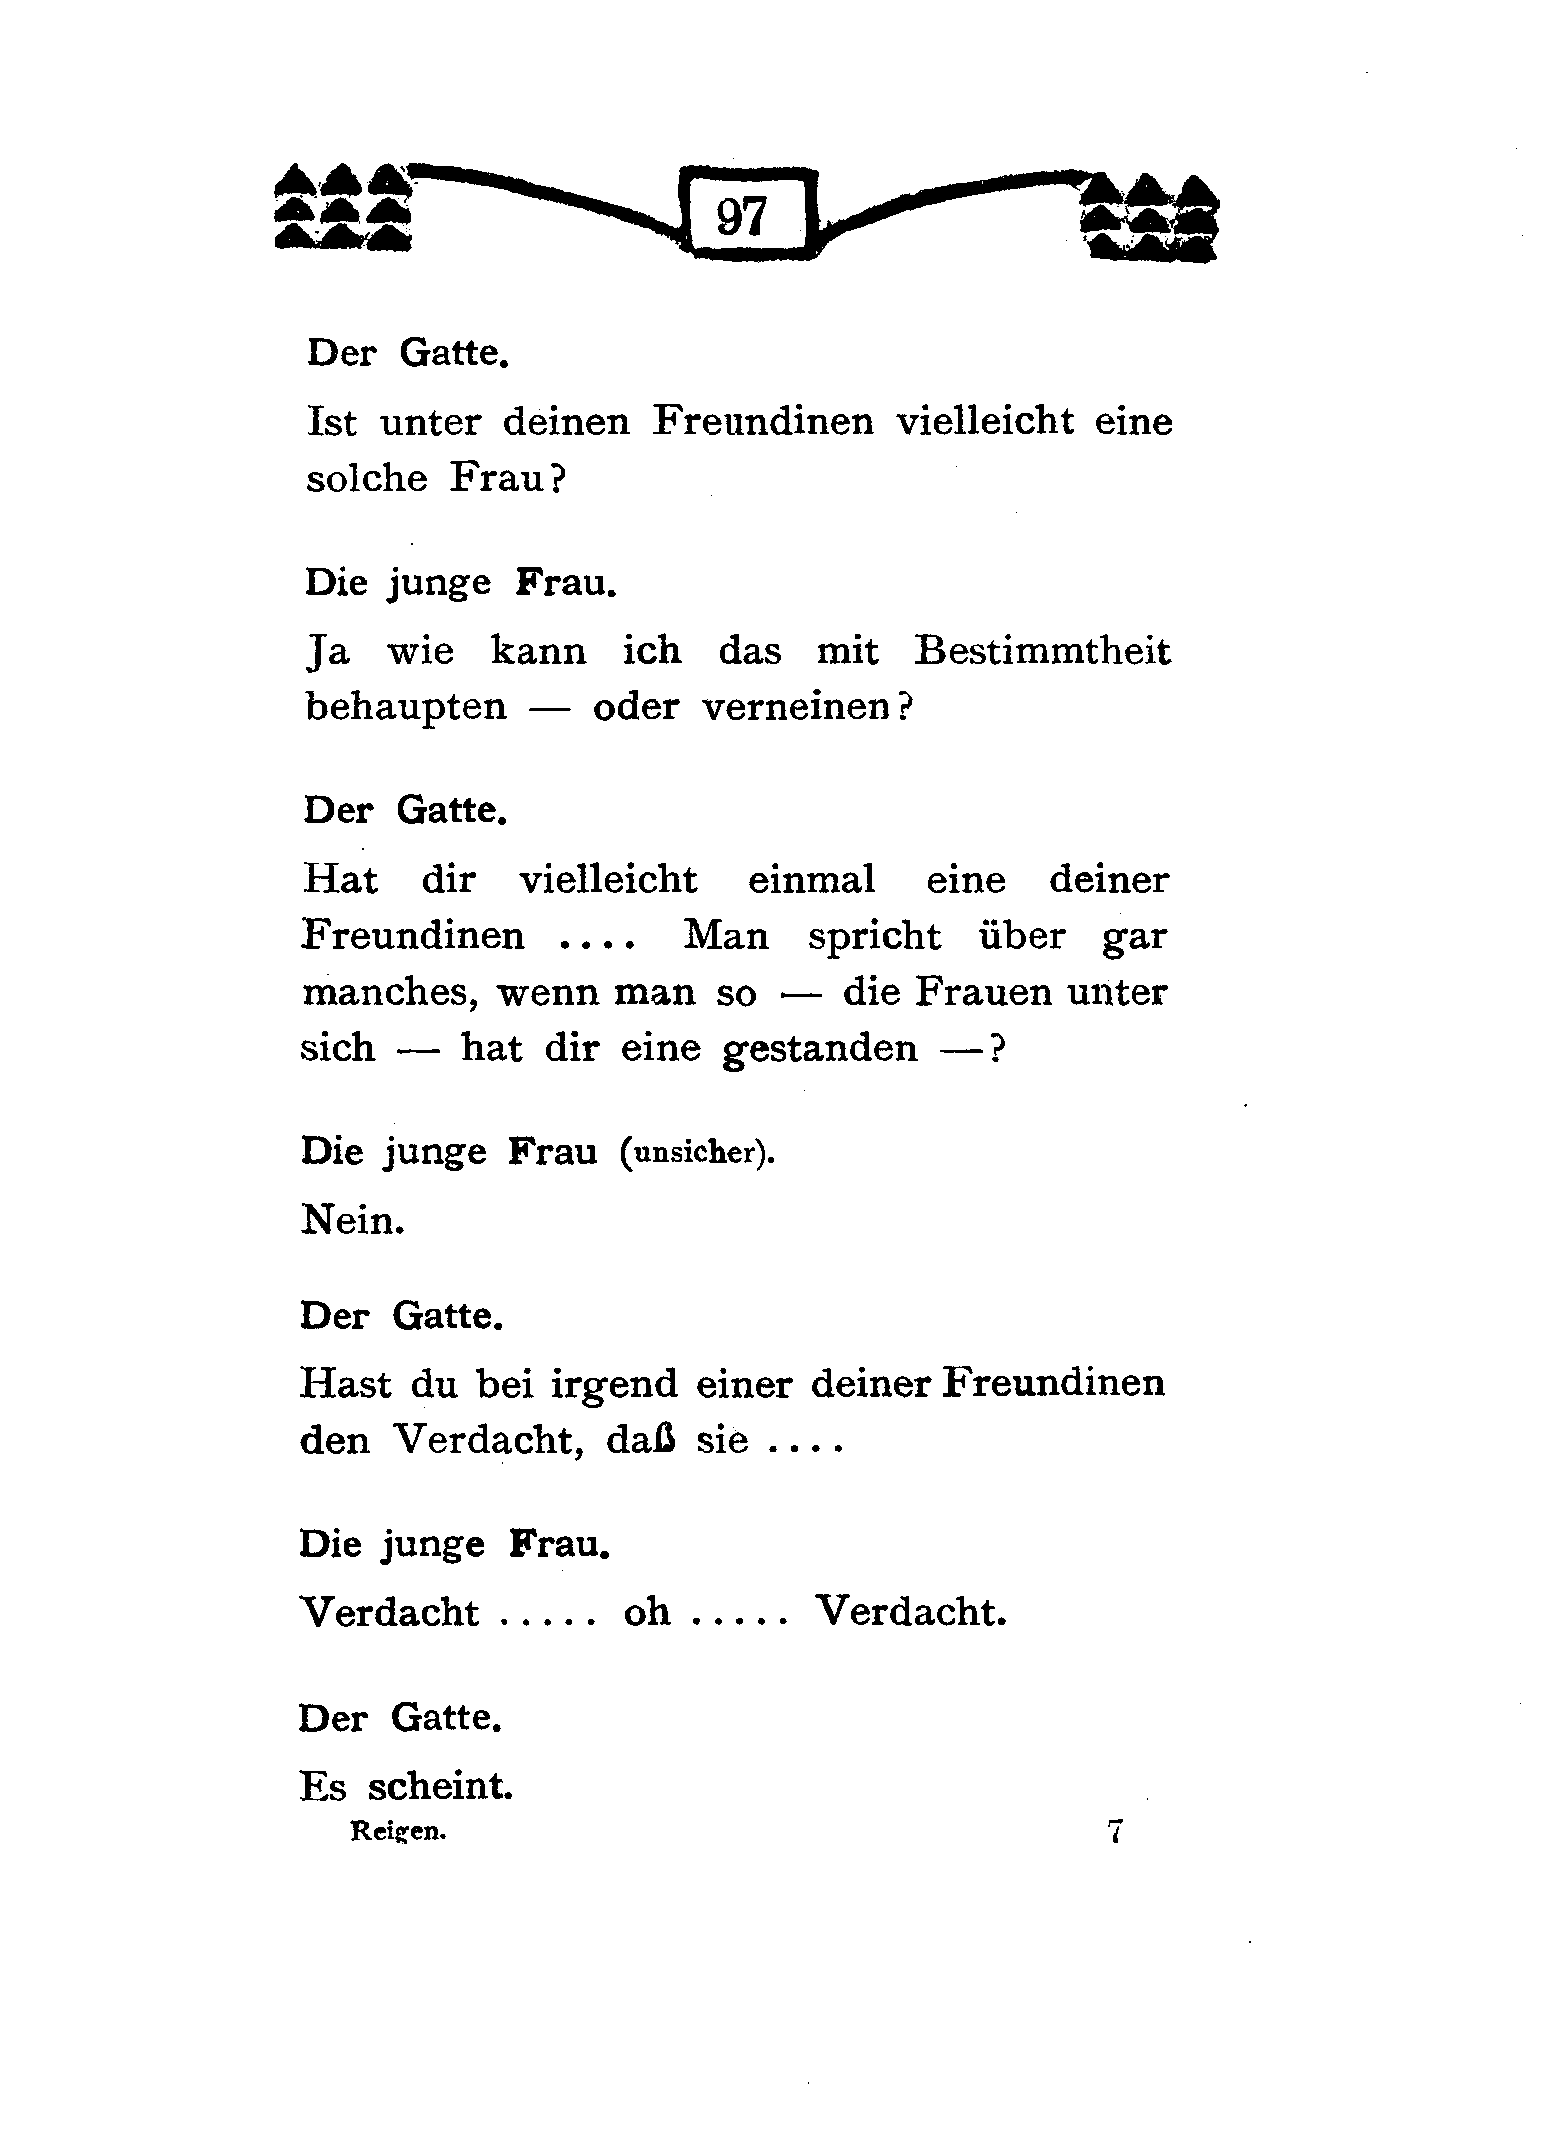 97
Der Gatte.
Ist unter deinen Freundinen vielleicht eine
solche Frau?
Die junge Frau.
Ja wie kann ich das mit Bestimmtheit
behaupten — oder verneinen?
Der Gatte.
Hat dir vielleicht einmal eine deiner
Freundinen .... Man spricht über gar
manches, wenn man so — die Frauen unter
sich — hat dir eine gestanden —?
Die junge Frau (unsicher).
Nein.
Der Gatte.
Hast du bei irgend einer deiner Freundinen
den Verdacht, daß sie ....
Die junge Frau.
Verdacht ..... oh ..... Verdacht.
Der Gatte.
Es scheint.
Reigen. 7